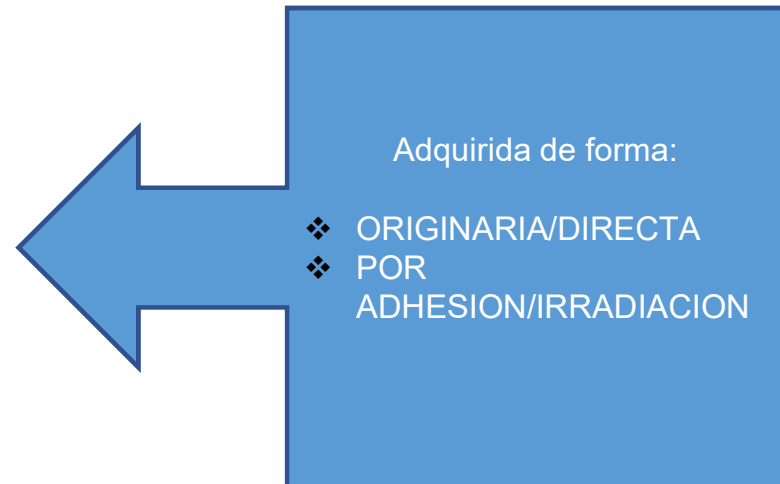 Adquirida de forma:
❖ ORIGINARIA/DIRECTA
❖ POR
ADHESION/IRRADIACION